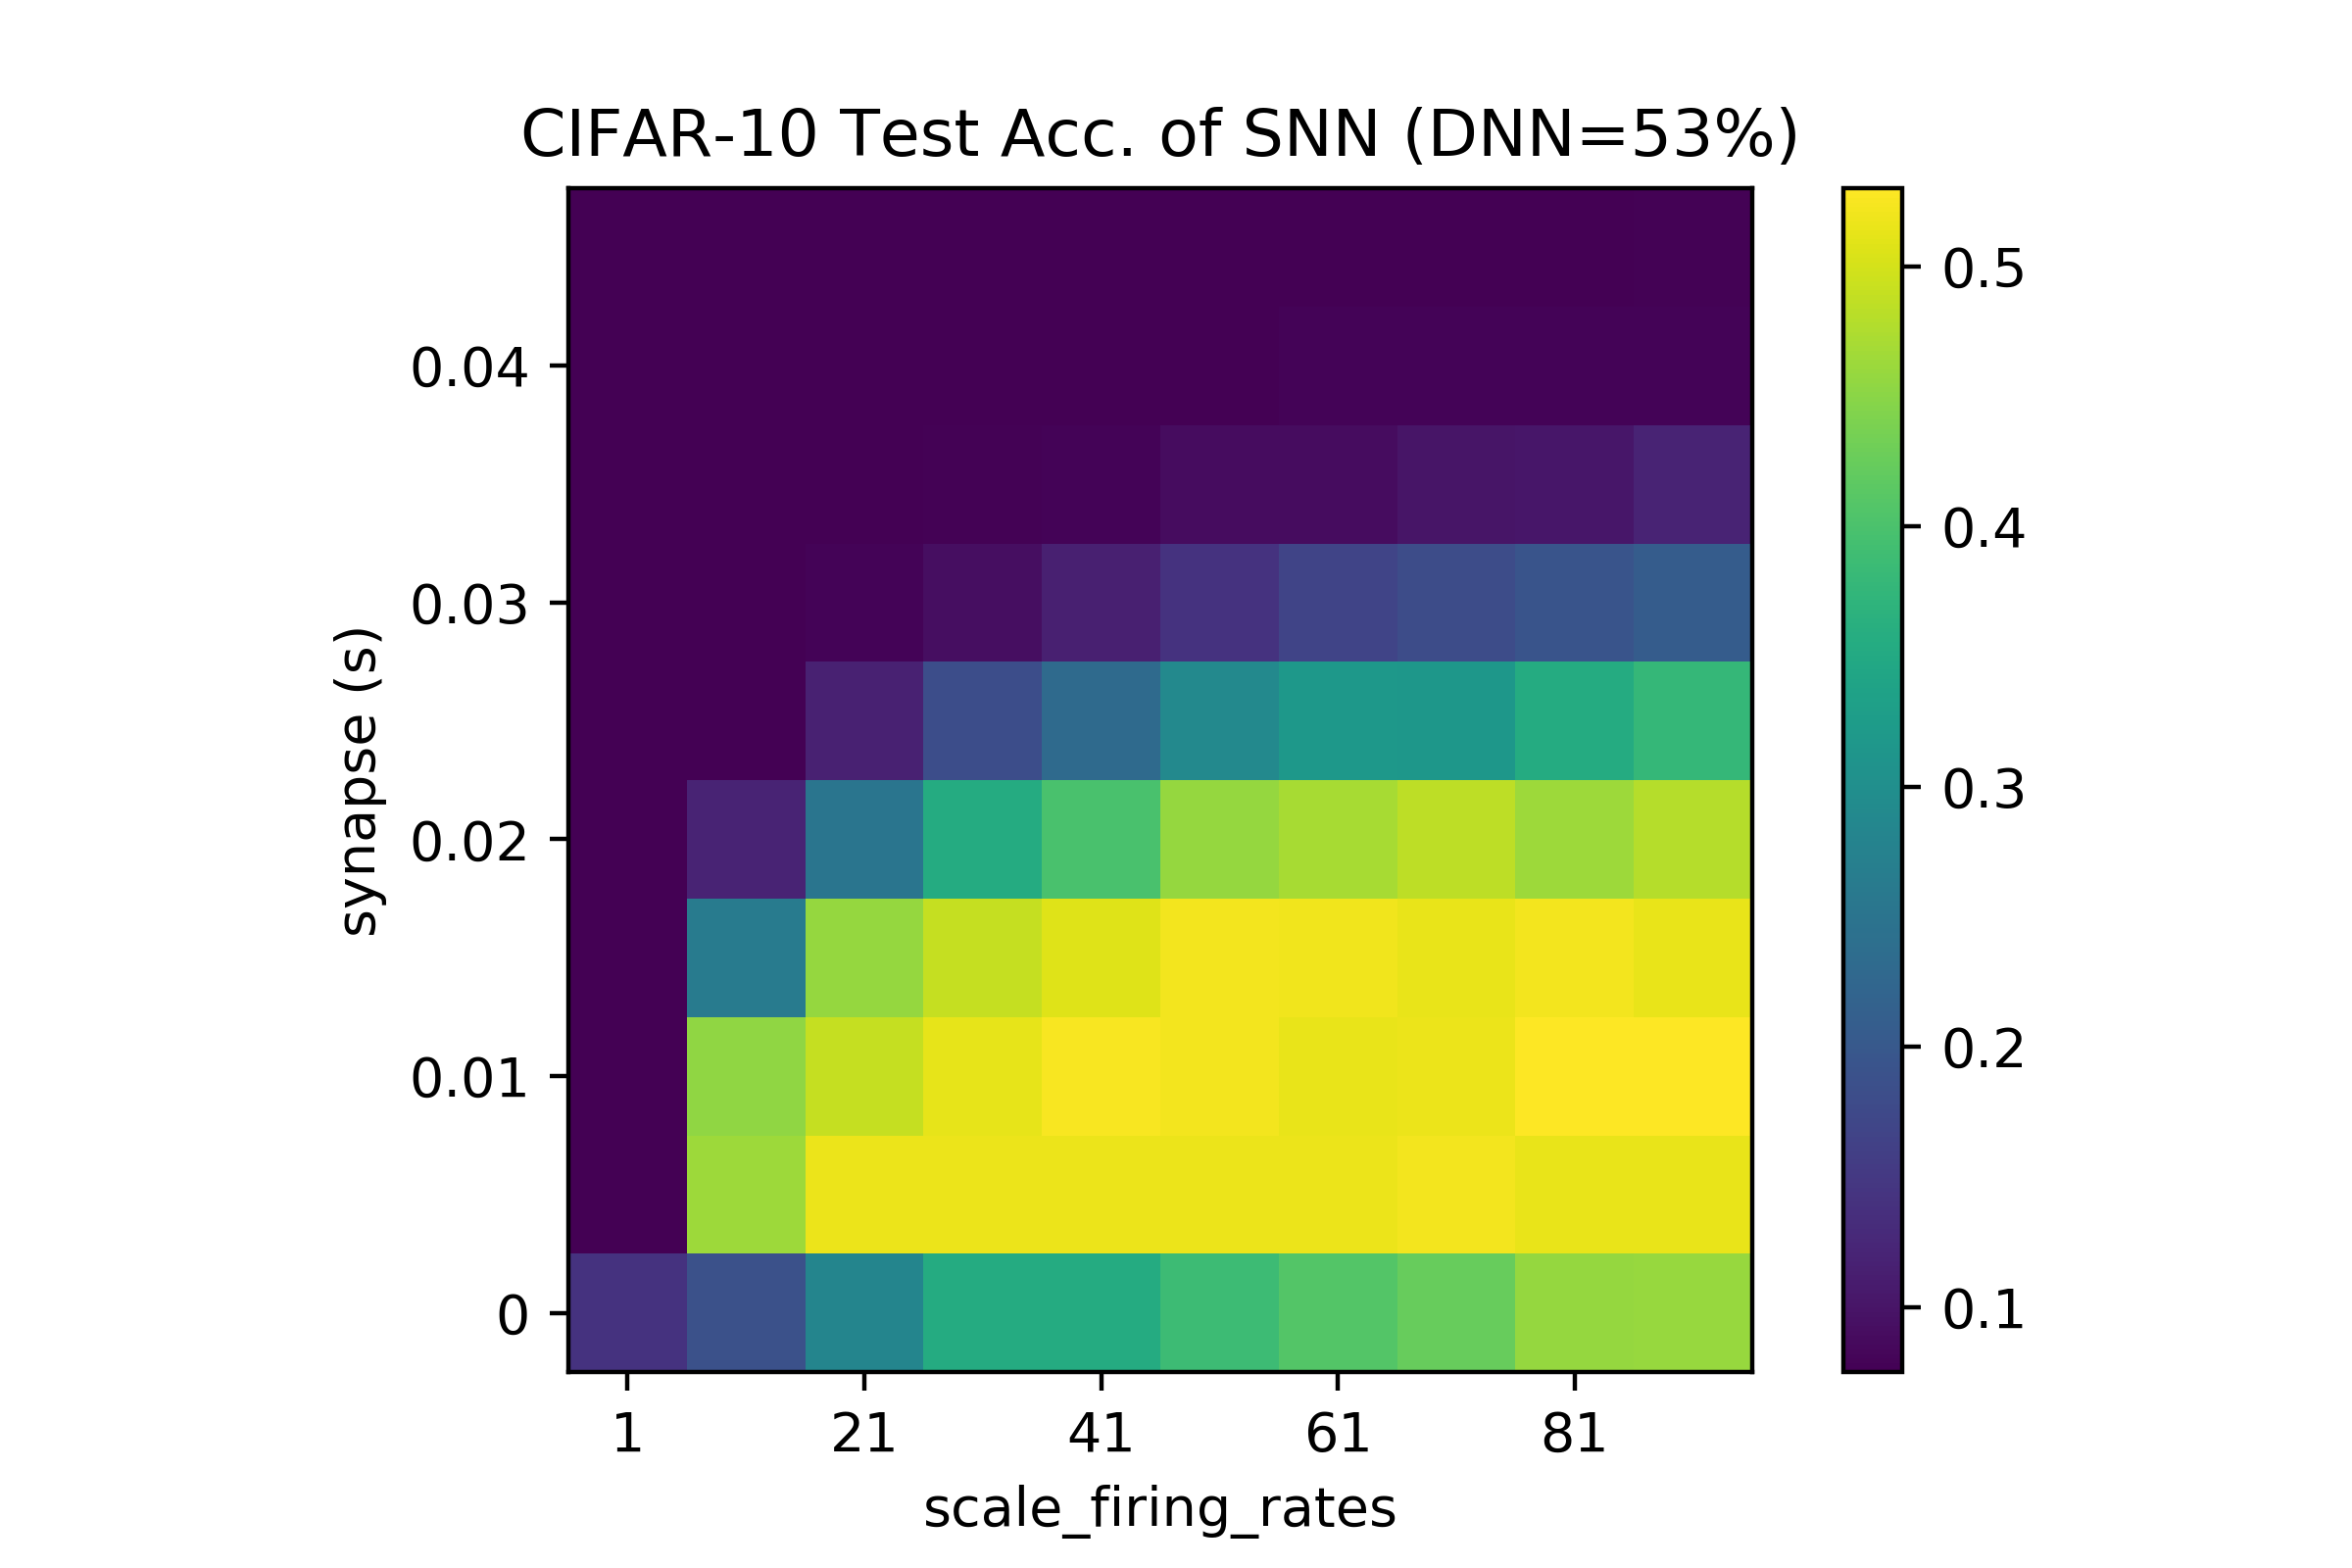 CIFAR-10 Test Acc. of SNN (DNN=53%)
synapse (s)
0.04
0.03
0.02
0.01
0
1 21 41 61 81
scale_firing_rates
0.5
0.4
0.3
0.2
0.1